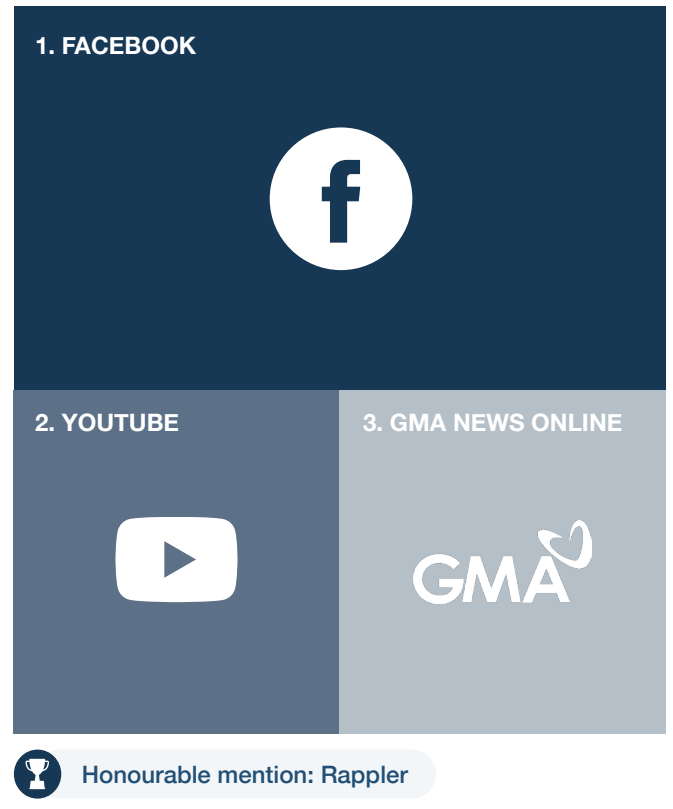 1. FACEBOOK
f
2. YOUTUBE
3. GMA NEWS ONLINE
GMA
Honourable mention: Rappler